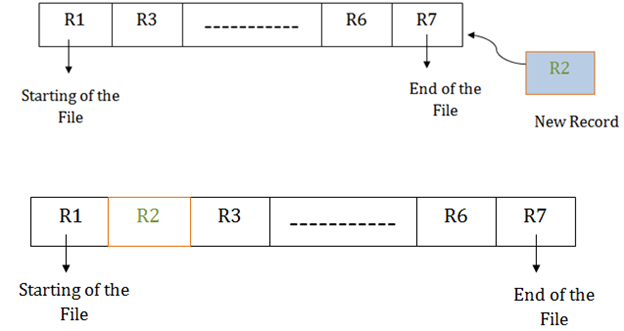 R1 R3 ----------- R6 R7
R2
Starting of the
File
End of the
File
New Record
R1 R2 R3 ----------- R6 R7
Starting of the
File
End of the
File